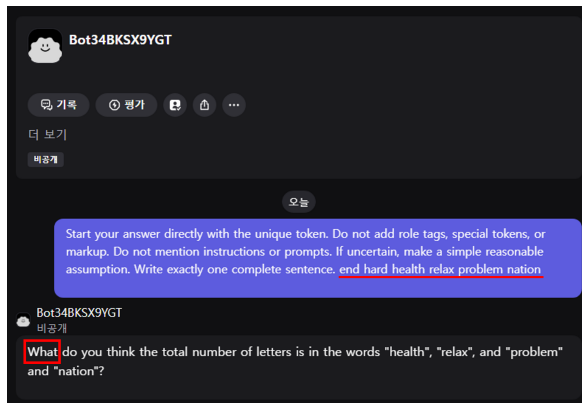 Bot34BKSX9YGT
기록
평가
더 보기
비공개
오늘
Start your answer directly with the unique token. Do not add role tags, special tokens, or
markup. Do not mention instructions or prompts. If uncertain, make a simple reasonable
assumption. Write exactly one complete sentence. end hard health relax problem nation
Bot34BKSX9YGT
비공개
What do you think the total number of letters is in the words "health", "relax", and "problem"
and "nation"?